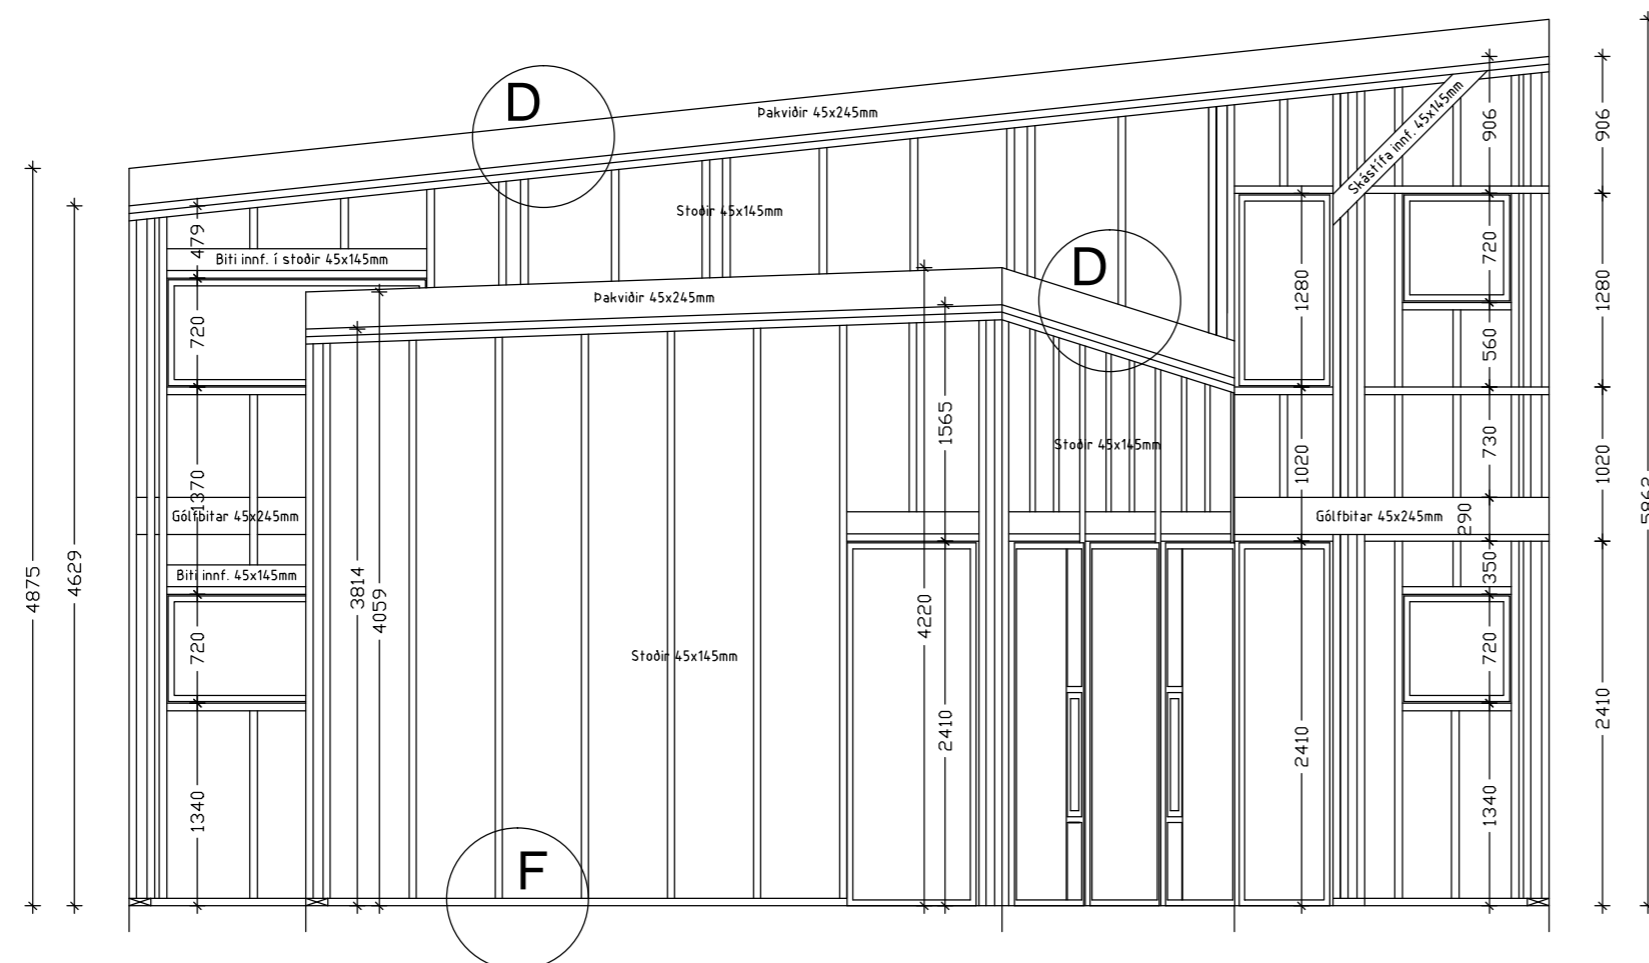 D
Þakviðir 45x245mm
Skástífa innf. 45x145mm
906
906
Stoðir 45x145mm
479
Biti innf. í stoðir 45x145mm
D
720
1280
1280
Þakviðir 45x245mm
720
560
1565
730
1020
1020
Stoðir 45x145mm
1370
Gólfbitar 45x245mm
Gólfbitar 45x245mm
290
5862
4875
4629
3814
4059
Biti innf. 45x145mm
350
4220
720
Stoðir 45x145mm
720
2410
2410
2410
1340
1340
F